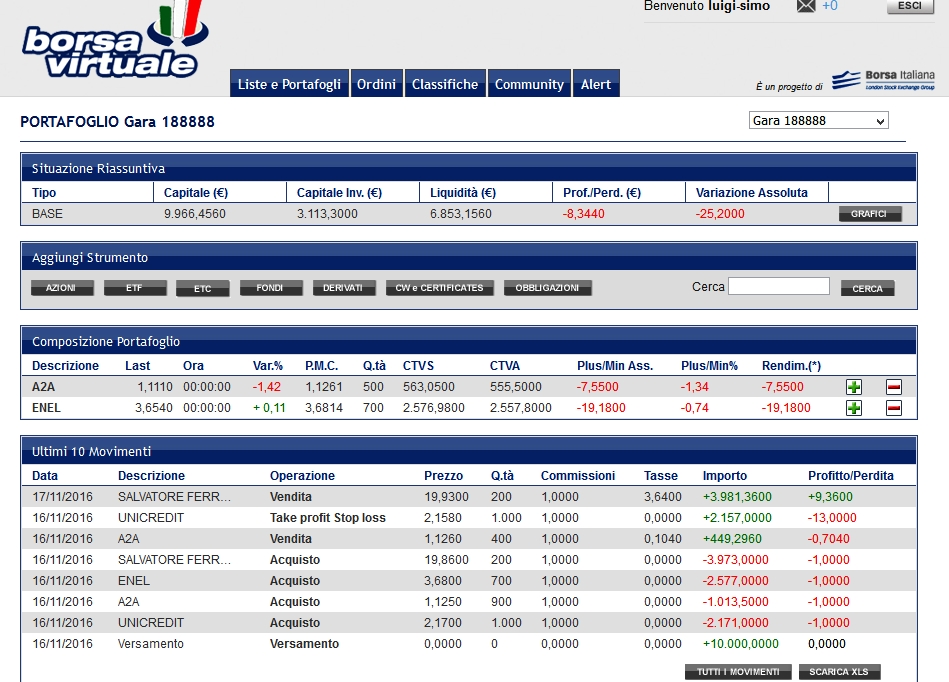 Benvenuto luigi-simo +0 ESCI
borsa
virtuale
Liste e Portafogli Ordini Classifiche Community Alert
È un progetto di Borsa Italiana
London Stock Exchange Group
PORTAFOGLIO Gara 188888 Gara 188888
Situazione Riassuntiva
Tipo Capitale (€) Capitale Inv. (€) Liquidità (€) Prof./Perd. (€) Variazione Assoluta
BASE 9.966,4560 3.113,3000 6.853,1560 -8,3440 -25,2000 GRAFICI
Aggiungi Strumento
AZIONI ETF ETC FONDI DERIVATI CW e CERTIFICATES OBBLIGAZIONI Cerca CERCA
Composizione Portafoglio
Descrizione Last Ora Var.% P.M.C. Q.tà CTVS CTVA Plus/Min Ass. Plus/Min% Rendim.(*)
A2A 1,1110 00:00:00 -1,42 1,1261 500 563,0500 555,5000 -7,5500 -1,34 -7,5500
ENEL 3,6540 00:00:00 + 0,11 3,6814 700 2.576,9800 2.557,8000 -19,1800 -0,74 -19,1800
Ultimi 10 Movimenti
Data Descrizione Operazione Prezzo Q.tà Commissioni Tasse Importo Profitto/Perdita
17/11/2016 SALVATORE FERR... Vendita 19,9300 200 1,0000 3,6400 +3.981,3600 +9,3600
16/11/2016 UNICREDIT Take profit Stop loss 2,1580 1.000 1,0000 0,0000 +2.157,0000 -13,0000
16/11/2016 A2A Vendita 1,1260 400 1,0000 0,1040 +449,2960 -0,7040
16/11/2016 SALVATORE FERR... Acquisto 19,8600 200 1,0000 0,0000 -3.973,0000 -1,0000
16/11/2016 ENEL Acquisto 3,6800 700 1,0000 0,0000 -2.577,0000 -1,0000
16/11/2016 A2A Acquisto 1,1250 900 1,0000 0,0000 -1.013,5000 -1,0000
16/11/2016 UNICREDIT Acquisto 2,1700 1.000 1,0000 0,0000 -2.171,0000 -1,0000
16/11/2016 Versamento Versamento 0,0000 0 0,0000 0,0000 +10.000,0000 0,0000
TUTTI I MOVIMENTI SCARICA XLS